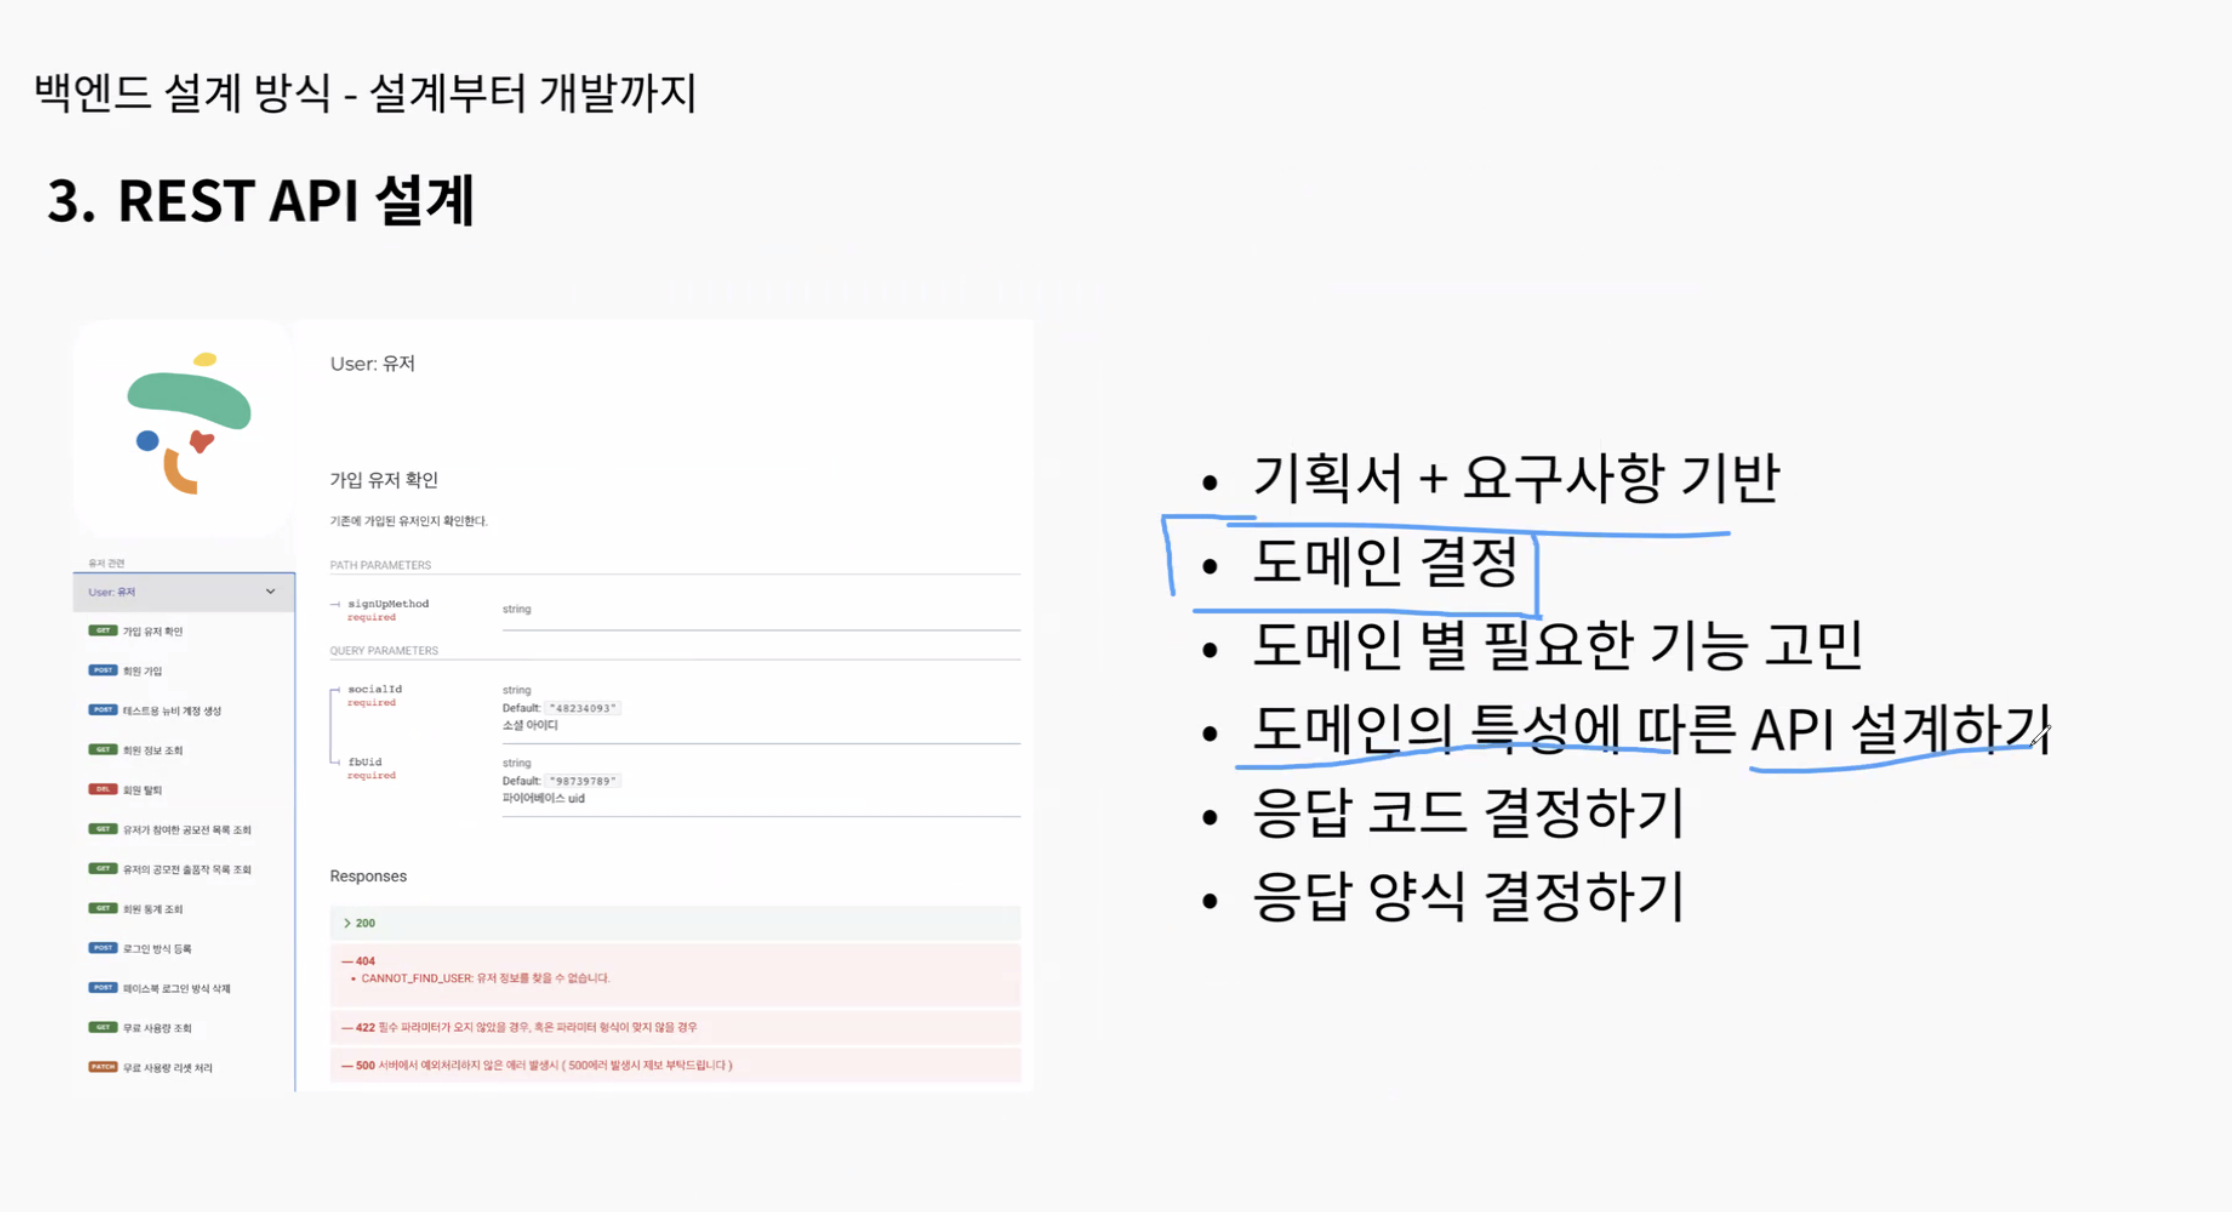 백엔드 설계 방식 - 설계부터 개발까지
3. REST API 설계
유저 관련
User: 유저
GET 가입 유저 확인
POST 회원 가입
POST 테스트용 뉴비 계정 생성
GET 회원 정보 조회
DEL 회원 탈퇴
GET 유저가 참여한 공모전 목록 조회
GET 유저의 공모전 출품작 목록 조회
GET 회원 통계 조회
POST 로그인 방식 등록
POST 페이스북 로그인 방식 삭제
GET 무료 사용량 조회
PATCH 무료 사용량 리셋 처리
User: 유저
가입 유저 확인
기존에 가입된 유저인지 확인한다.
PATH PARAMETERS
signUpMethod string
required
QUERY PARAMETERS
socialId string
required Default: "48234093"
소셜 아이디
fbUid string
required Default: "98739789"
파이어베이스 uid
Responses
> 200
— 404
• CANNOT_FIND_USER: 유저 정보를 찾을 수 없습니다.
— 422 필수 파라미터가 오지 않았을 경우, 혹은 파라미터 형식이 맞지 않을 경우
— 500 서버에서 예외처리하지 않은 에러 발생시 ( 500에러 발생시 제보 부탁드립니다 )
• 기획서 + 요구사항 기반
• 도메인 결정
• 도메인 별 필요한 기능 고민
• 도메인의 특성에 따른 API 설계하기
• 응답 코드 결정하기
• 응답 양식 결정하기